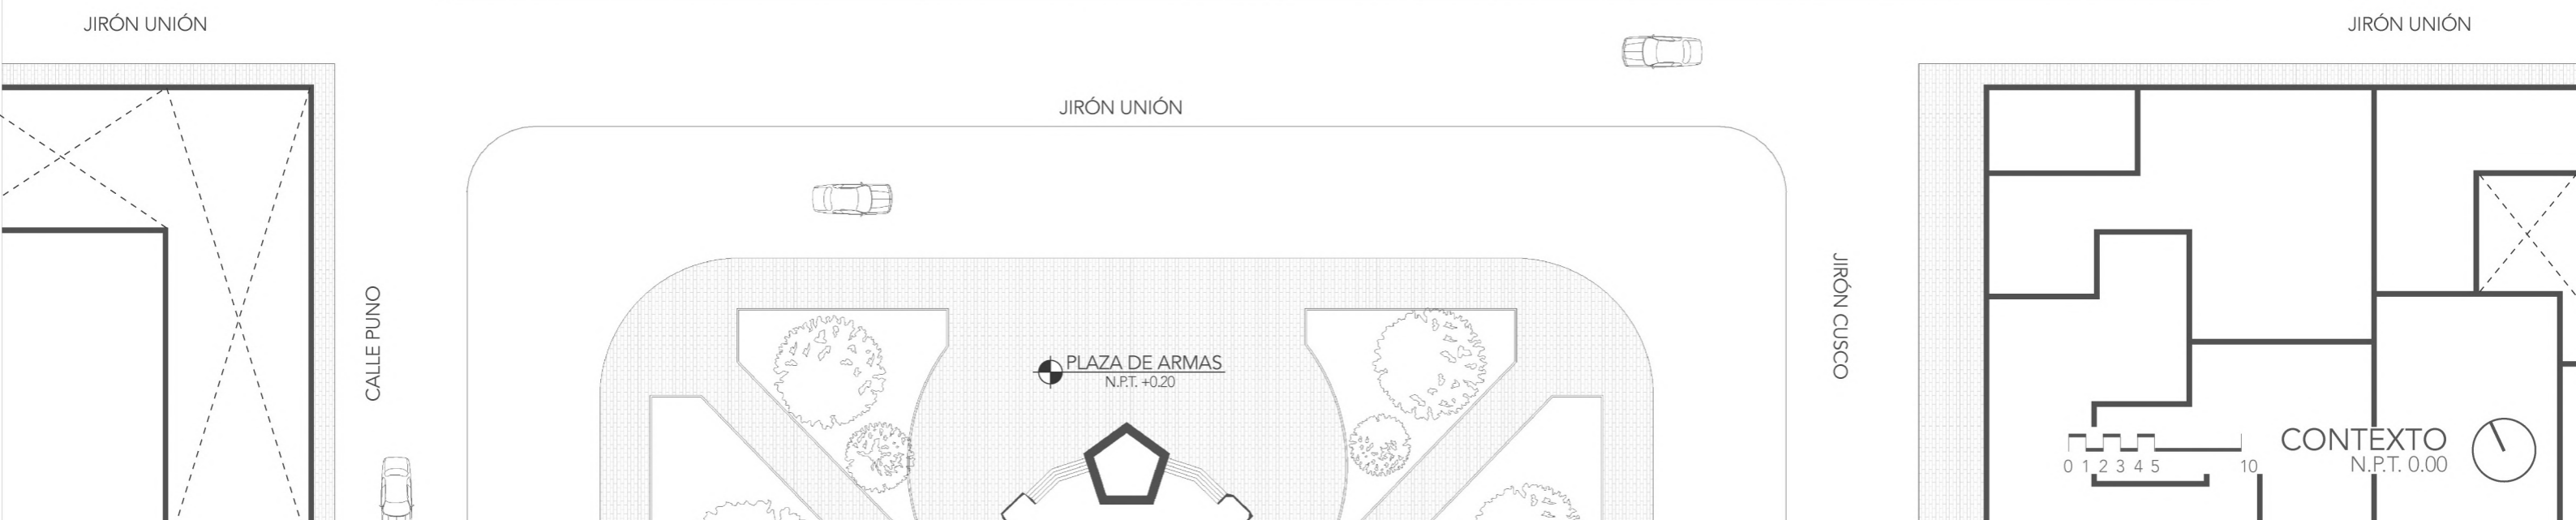 JIRÓN UNIÓN
JIRÓN UNIÓN
JIRÓN UNIÓN
CALLE PUNO
JIRÓN CUSCO
PLAZA DE ARMAS
N.P.T. +0.20
CONTEXTO
N.P.T. 0.00
0 1 2 3 4 5 10